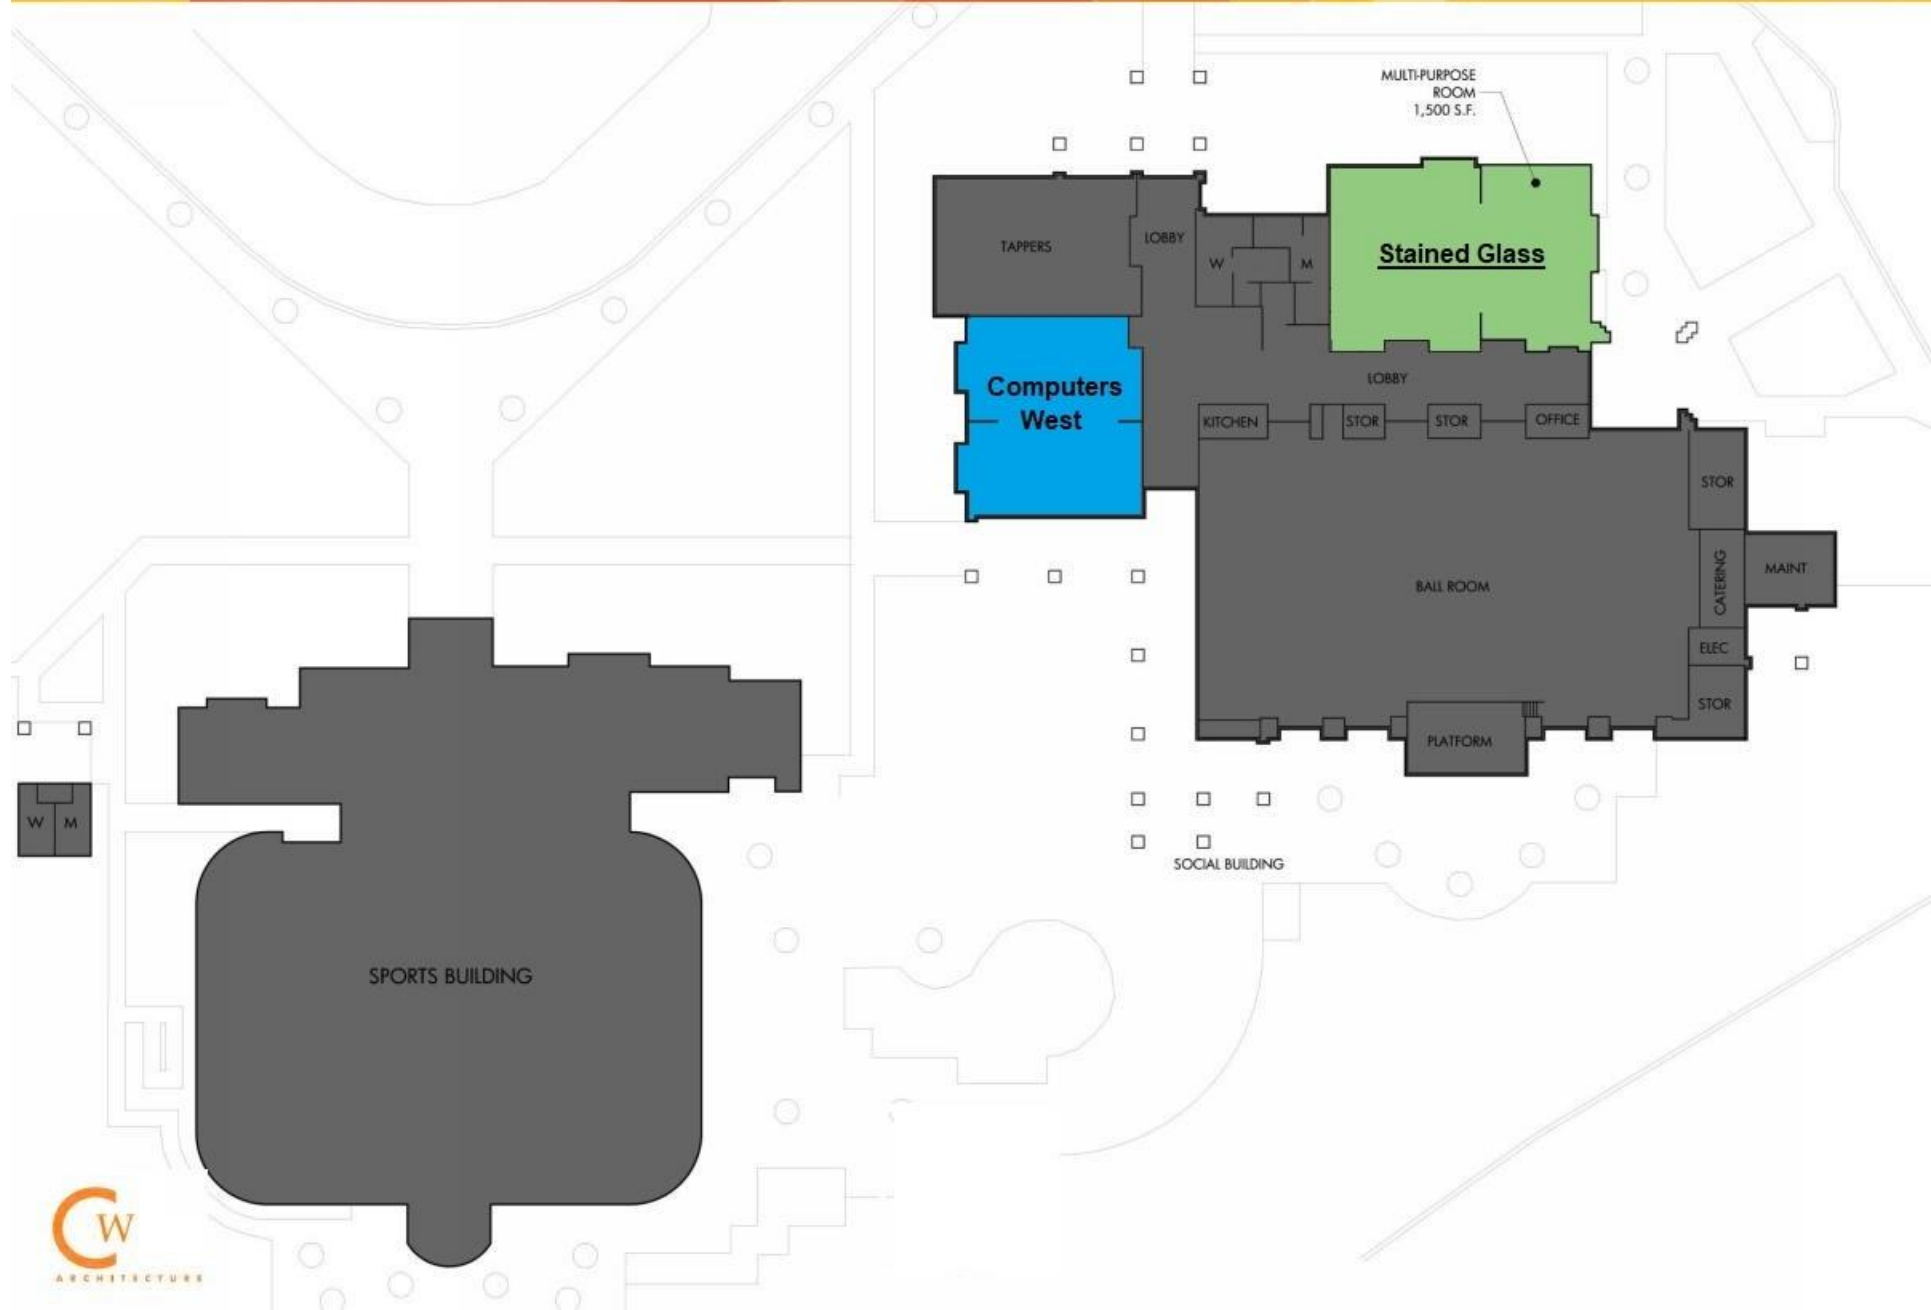 MULTI-PURPOSE
ROOM
1,500 S.F.
TAPPERS
LOBBY
W
M
Stained Glass
Computers
West
LOBBY
KITCHEN
STOR
STOR
OFFICE
STOR
CATERING
MAINT
BALL ROOM
ELEC
STOR
PLATFORM
W
M
SOCIAL BUILDING
SPORTS BUILDING
CW
ARCHITECTURE